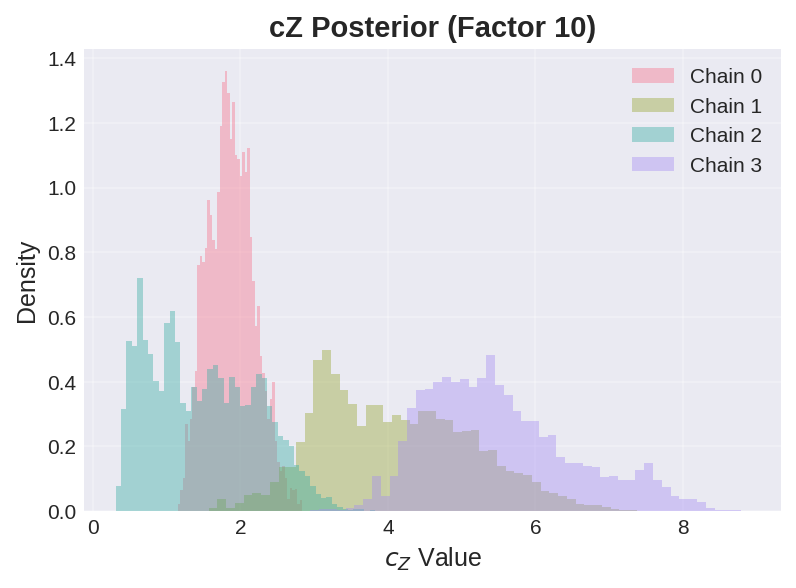 cZ Posterior (Factor 10)
Density
1.4
1.2
1.0
0.8
0.6
0.4
0.2
0.0
Chain 0
Chain 1
Chain 2
Chain 3
0 2 4 6 8
c_Z Value